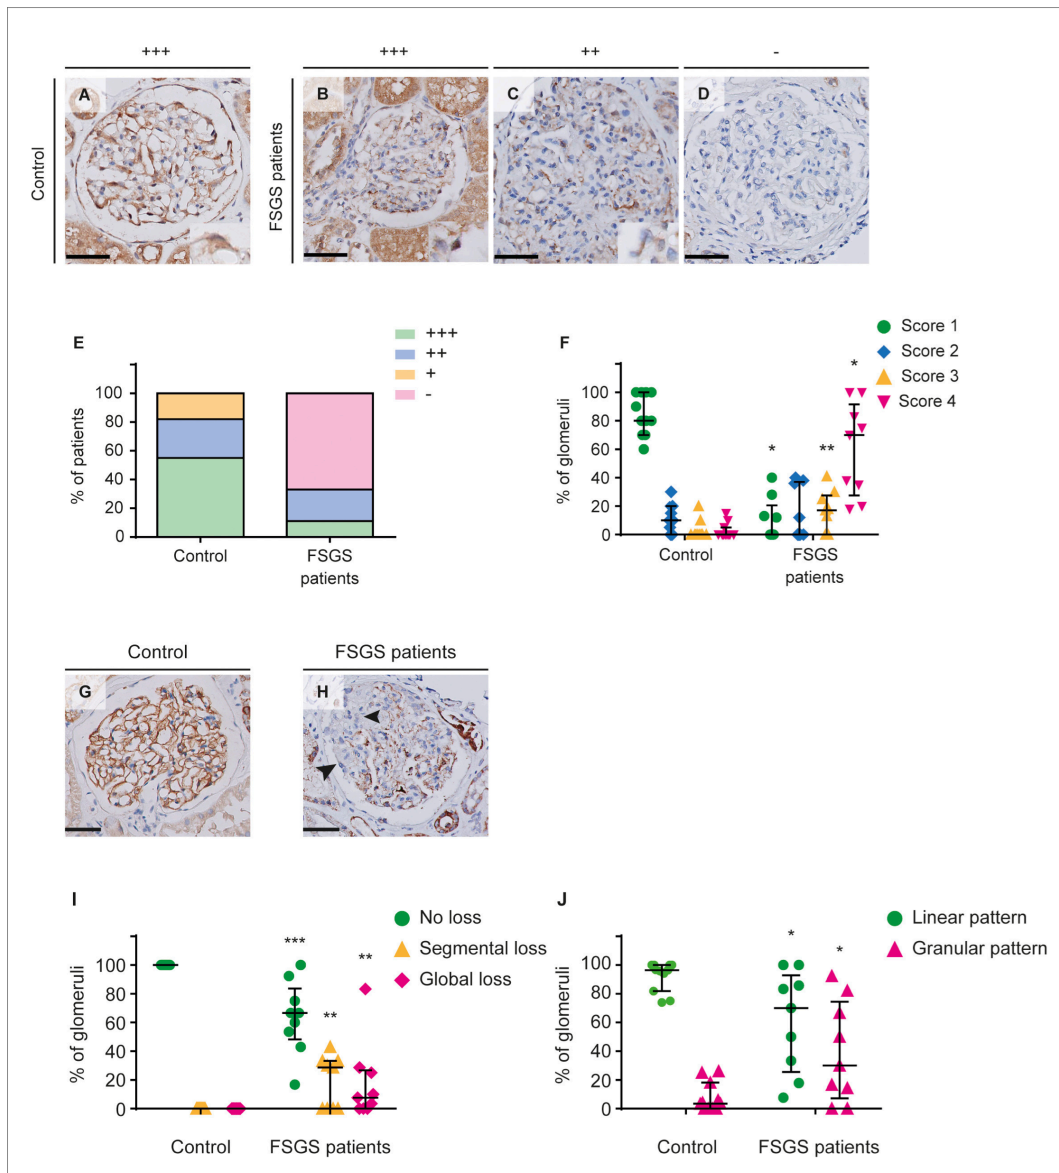 +++
+++
++
-
Control
FSGS patients
A
B
C
D
E
+++
++
+
-
% of patients
100
80
60
40
20
0
Control
FSGS
patients
F
Score 1
Score 2
Score 3
Score 4
% of glomeruli
100
80
60
40
20
0
*
**
*
Control
FSGS
patients
Control
FSGS patients
G
H
I
No loss
Segmental loss
Global loss
% of glomeruli
100
80
60
40
20
0
***
**
**
Control
FSGS patients
J
Linear pattern
Granular pattern
% of glomeruli
100
80
60
40
20
0
*
*
Control
FSGS patients